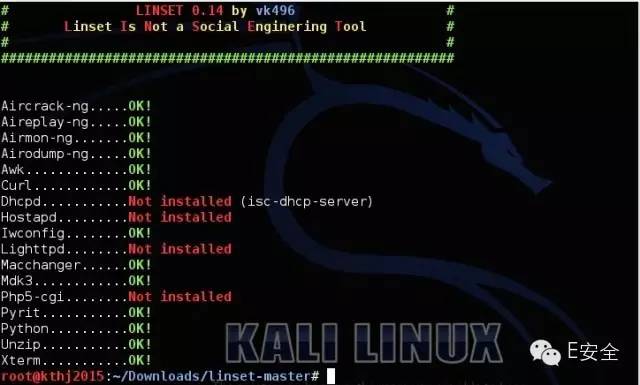 # LINSET 0.14 by vk496 #
# Linset Is Not a Social Enginering Tool #
# #
#########################################################
Aircrack-ng.....OK!
Aireplay-ng.....OK!
Airmon-ng.......OK!
Airodump-ng.....OK!
Awk.............OK!
Curl............OK!
Dhcpd...........Not installed (isc-dhcp-server)
Hostapd.........Not installed
Iwconfig........OK!
Lighttpd........Not installed
Macchanger......OK!
Mdk3............OK!
Php5-cgi........Not installed
Pyrit...........OK!
Python..........OK!
Unzip...........OK!
Xterm...........OK!
root@kthj2015:~/Downloads/linset-master#
KALI LINUX
E安全